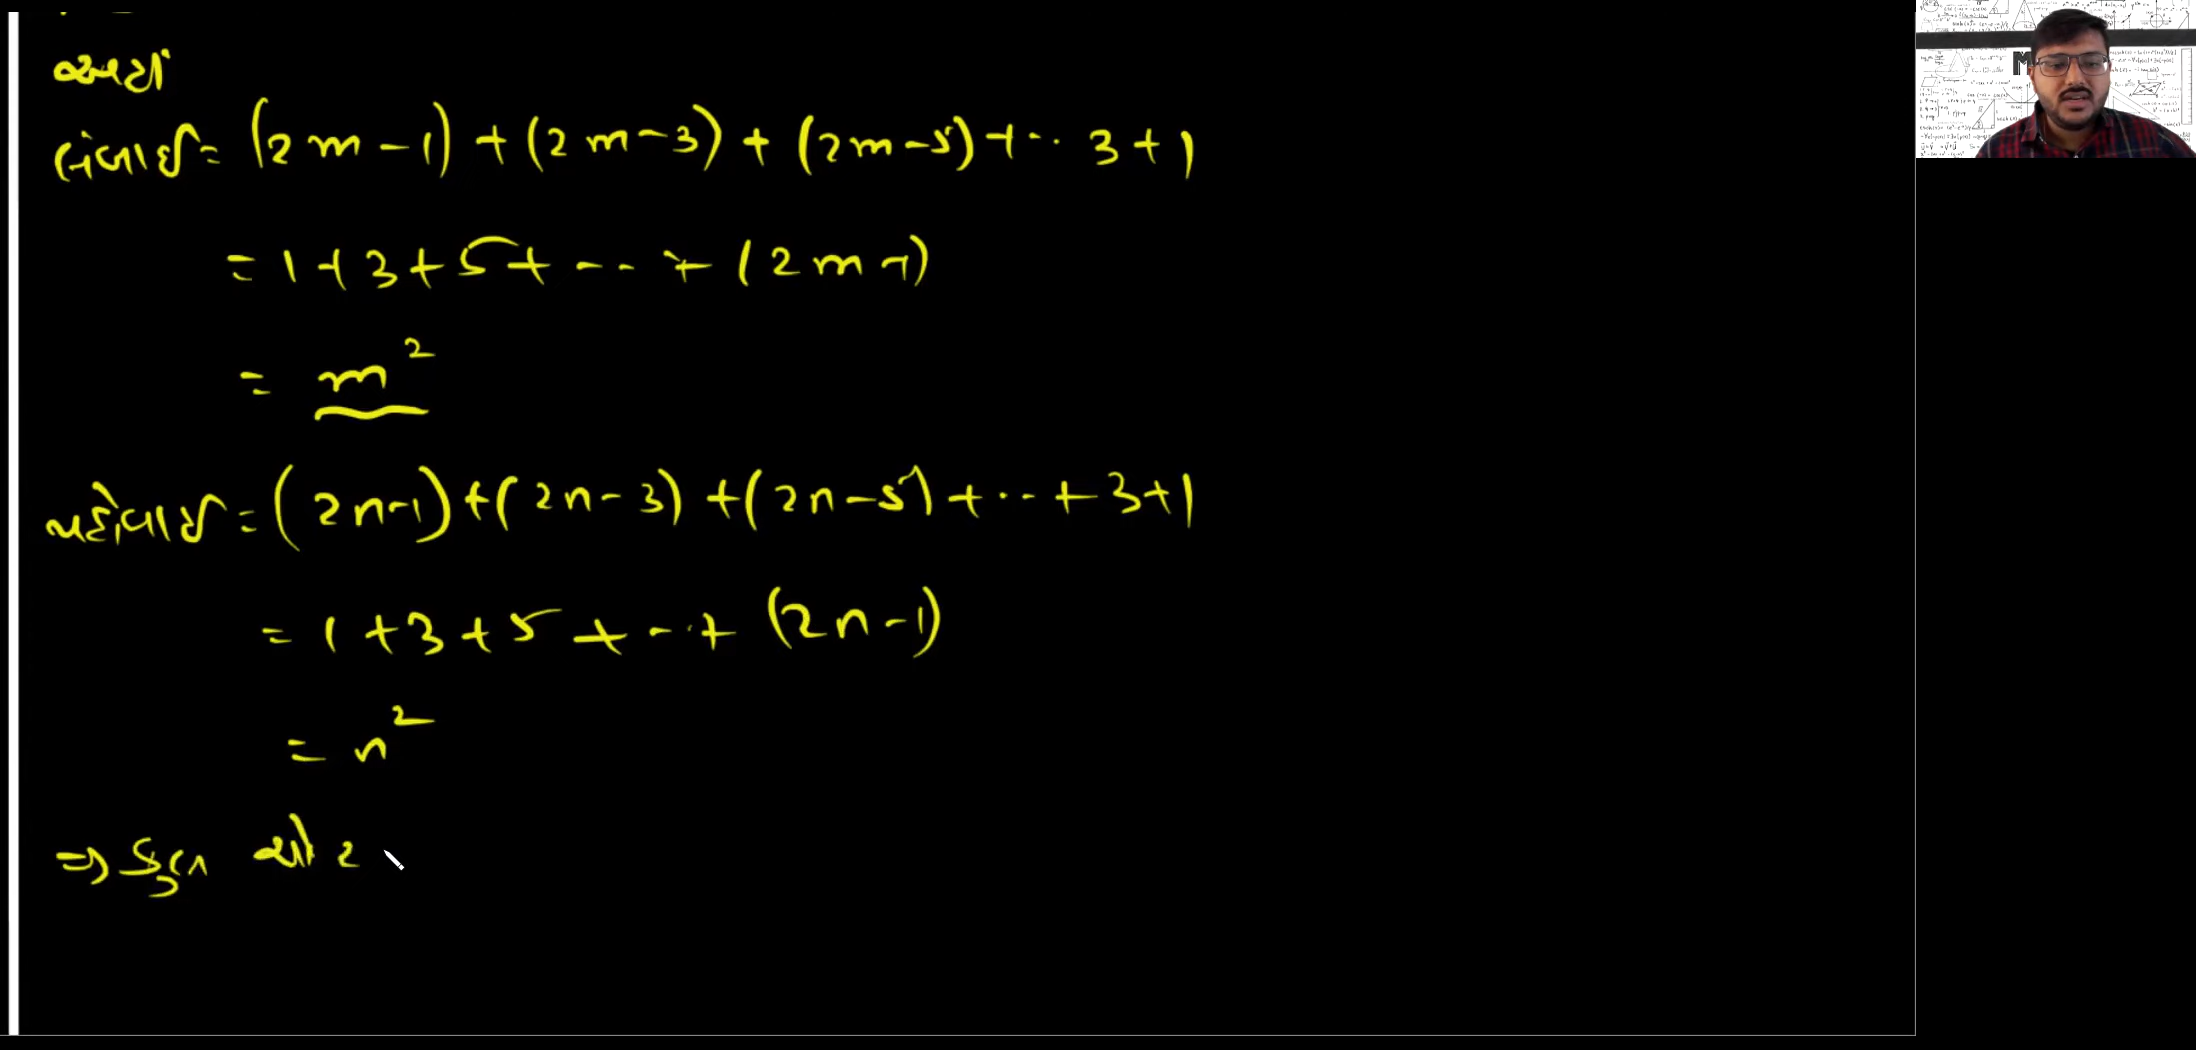 અહીં
લંબાઈ = (2m-1) + (2m-3) + (2m-5) + ·· 3+1
= 1+3+5+ -- + (2m-1)
= m²
પહોળાઈ = (2n-1) + (2n-3) + (2n-5) + ·· + 3+1
= 1+3+5+ -·+ (2n-1)
= n²
⇒ કુલ ચોર